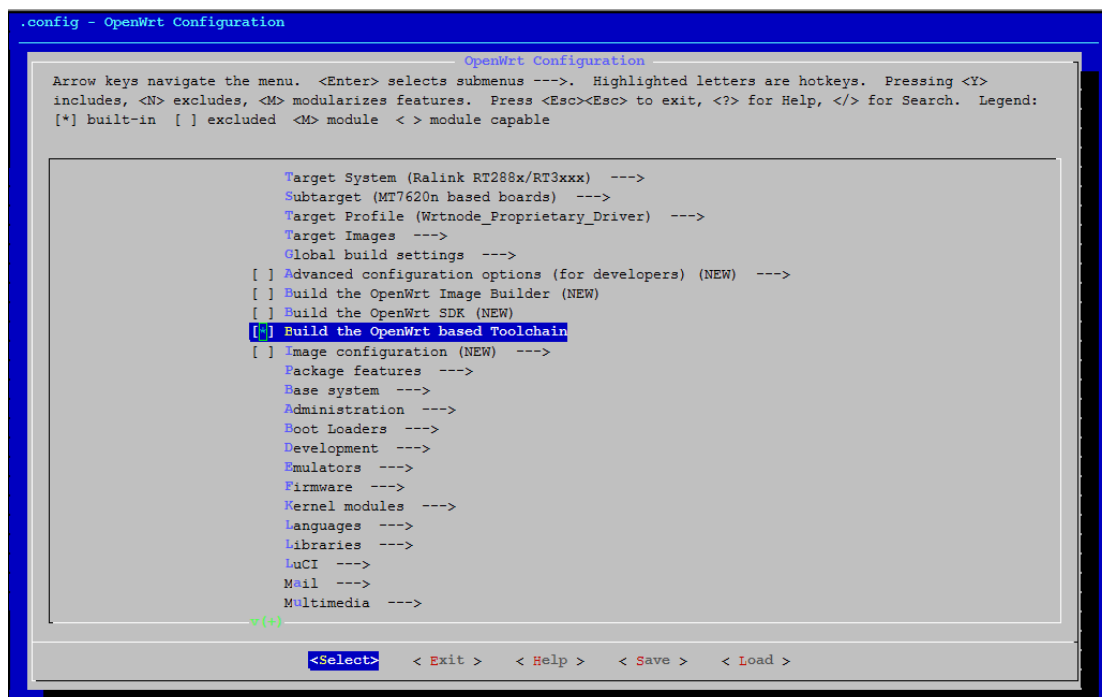 .config - OpenWrt Configuration
OpenWrt Configuration
Arrow keys navigate the menu.  <Enter> selects submenus --->.  Highlighted letters are hotkeys.  Pressing <Y>
includes, <N> excludes, <M> modularizes features.  Press <Esc><Esc> to exit, <?> for Help, </> for Search.  Legend:
[*] built-in  [ ] excluded  <M> module  < > module capable
Target System (Ralink RT288x/RT3xxx)  --->
Subtarget (MT7620n based boards)  --->
Target Profile (Wrtnode_Proprietary_Driver)  --->
Target Images  --->
Global build settings  --->
[ ] Advanced configuration options (for developers) (NEW)  --->
[ ] Build the OpenWrt Image Builder (NEW)
[ ] Build the OpenWrt SDK (NEW)
[*] Build the OpenWrt based Toolchain
[ ] Image configuration (NEW)  --->
Package features  --->
Base system  --->
Administration  --->
Boot Loaders  --->
Development  --->
Emulators  --->
Firmware  --->
Kernel modules  --->
Languages  --->
Libraries  --->
LuCI  --->
Mail  --->
Multimedia  --->
v(+)
<Select>    < Exit >    < Help >    < Save >    < Load >